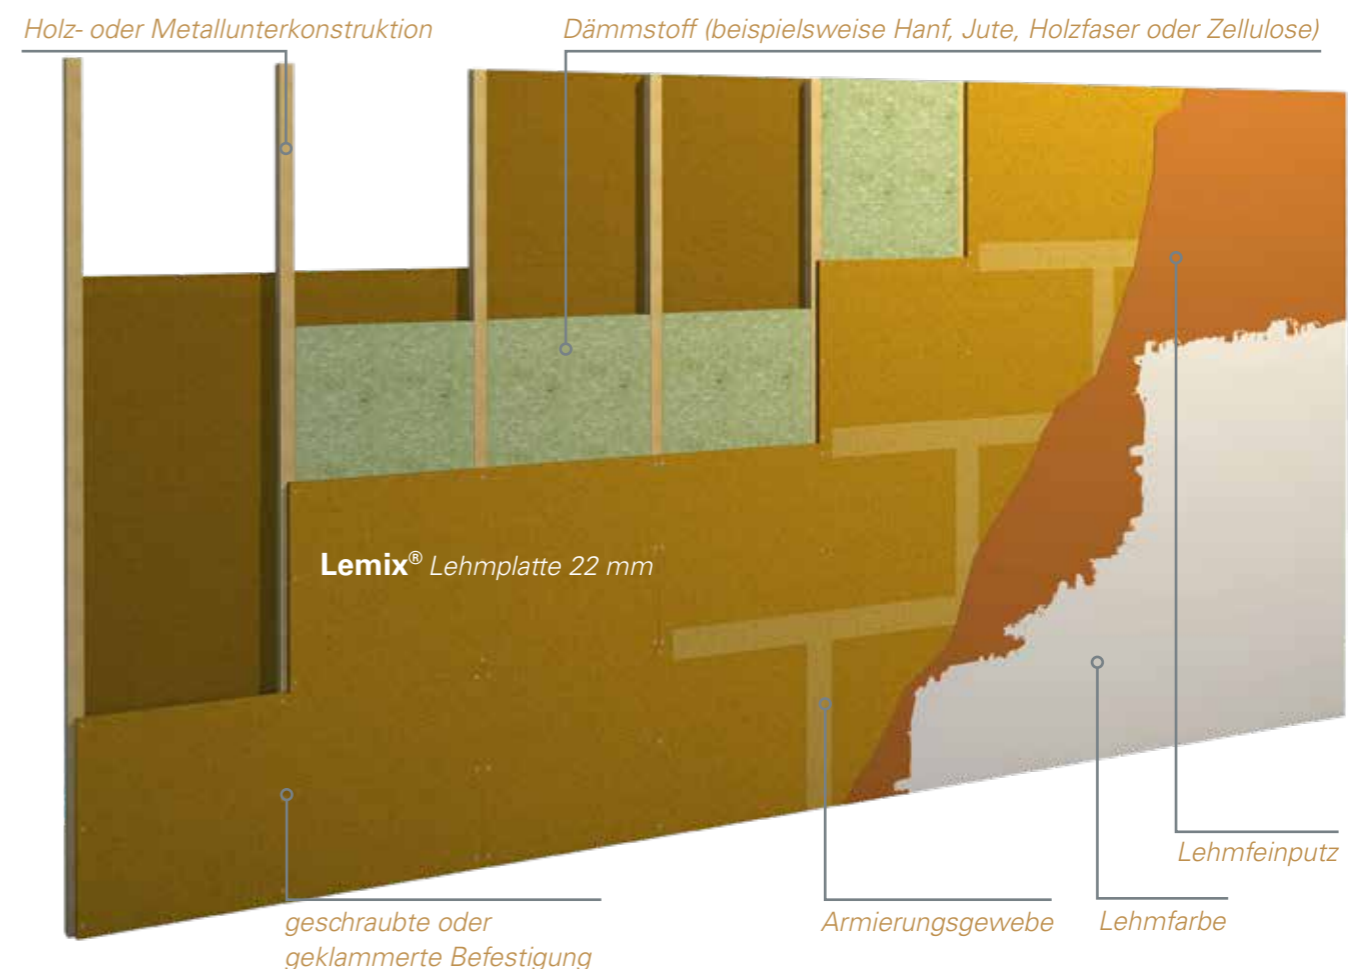 Holz- oder Metallunterkonstruktion
Dämmstoff (beispielsweise Hanf, Jute, Holzfaser oder Zellulose)
Lemix® Lehmplatte 22 mm
Lehmfeinputz
geschraubte oder
geklammerte Befestigung
Armierungsgewebe
Lehmfarbe